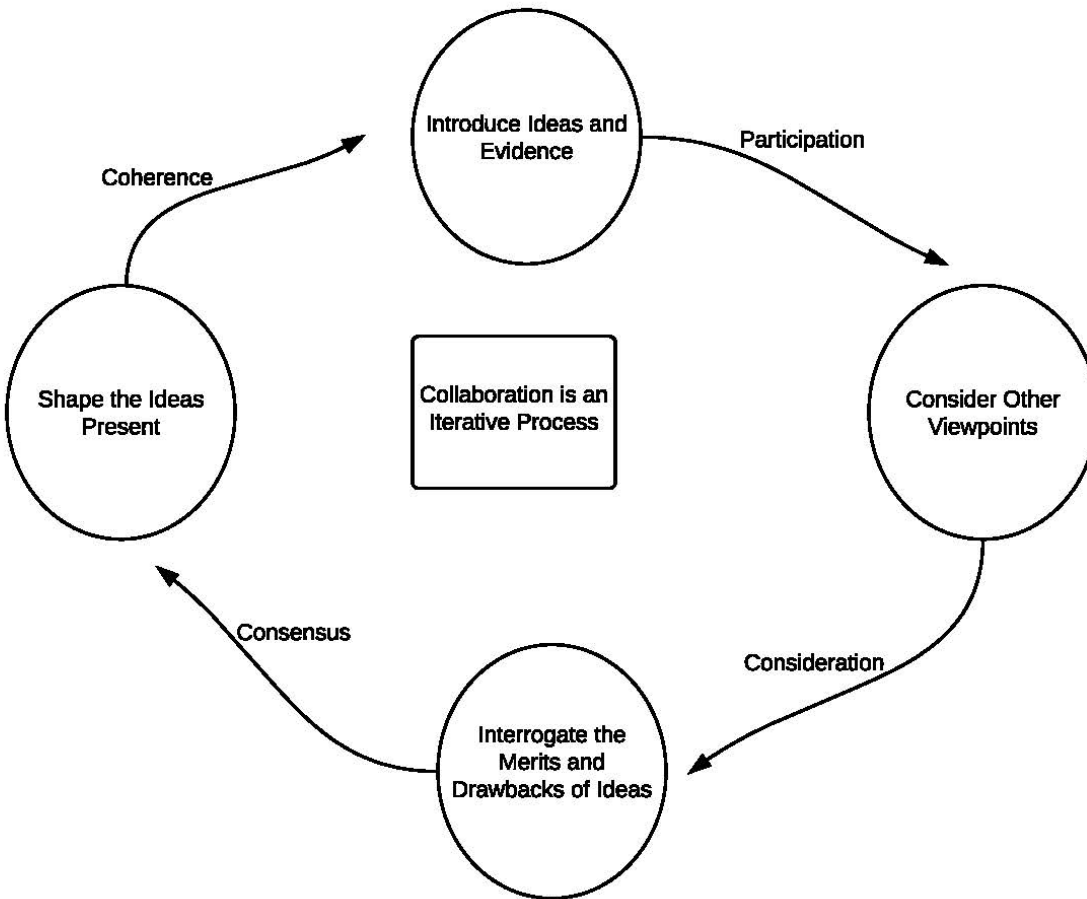 Introduce Ideas and
Evidence
Participation
Coherence
Shape the Ideas
Present
Collaboration is an
Iterative Process
Consider Other
Viewpoints
Consensus
Consideration
Interrogate the
Merits and
Drawbacks of Ideas